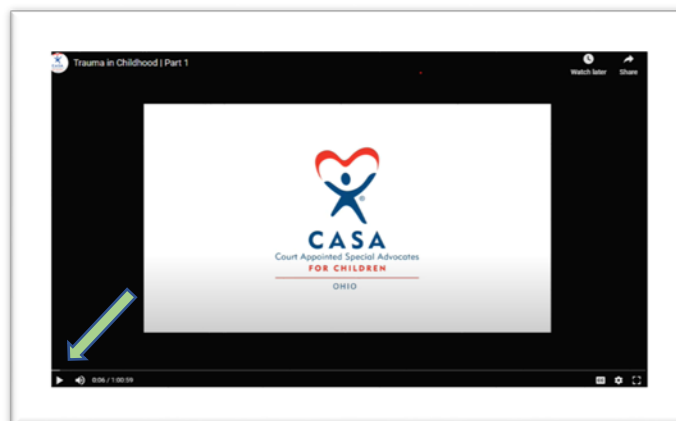 Trauma in Childhood | Part 1
Watch later
Share
CASA
Court Appointed Special Advocates
FOR CHILDREN
OHIO
0:06 / 1:00:59